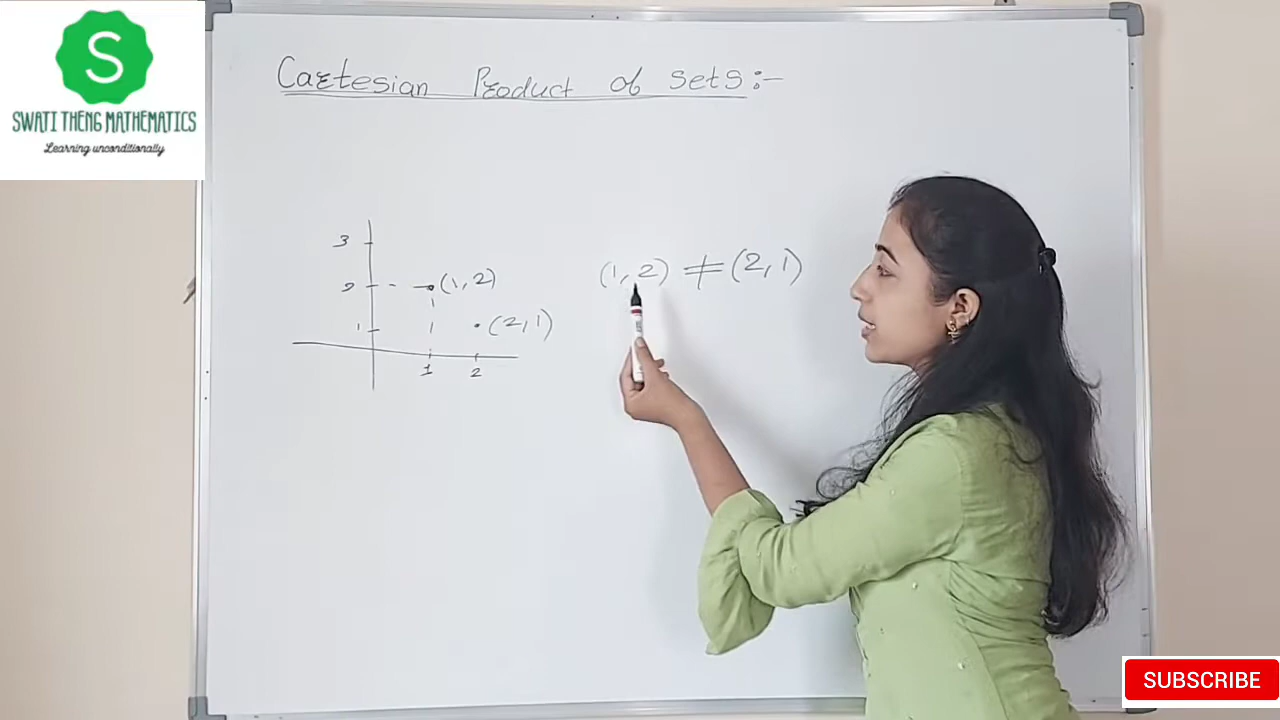 S
SWATI THENG MATHEMATICS
Learning unconditionally
Cartesian Product of sets:-
3
2
(1, 2)
1
(2, 1)
1
2
(1, 2) ≠ (2, 1)
SUBSCRIBE